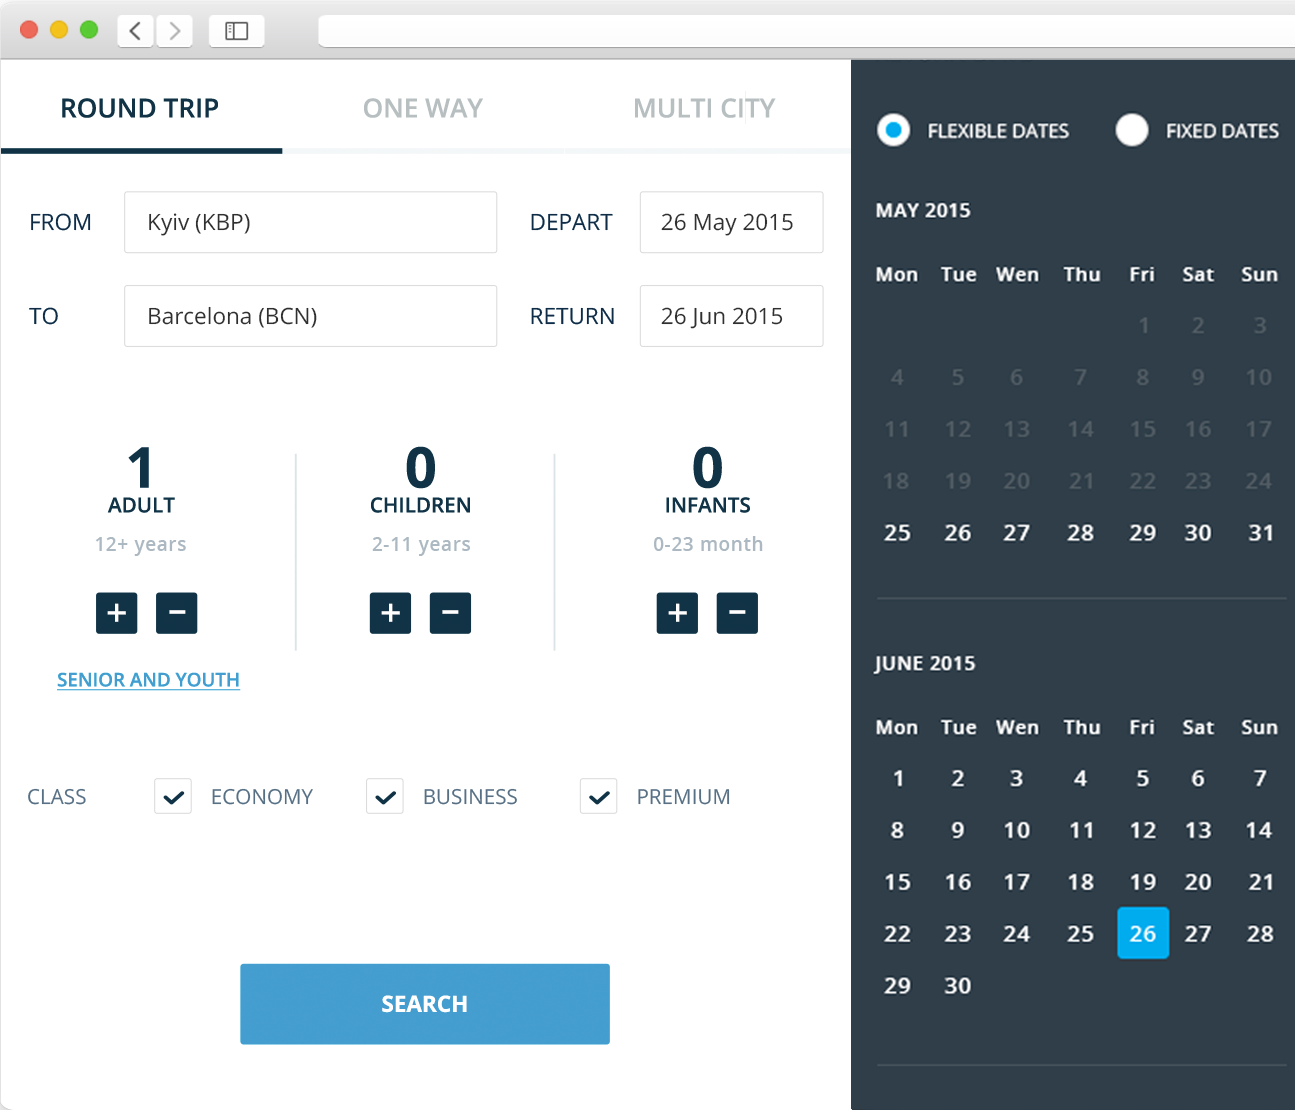 ROUND TRIP ONE WAY MULTI CITY
FROM Kyiv (KBP) DEPART 26 May 2015
TO Barcelona (BCN) RETURN 26 Jun 2015
1 0 0
ADULT CHILDREN INFANTS
12+ years 2-11 years 0-23 month
+ − + − + −
SENIOR AND YOUTH
CLASS ECONOMY BUSINESS PREMIUM
SEARCH
FLEXIBLE DATES FIXED DATES
MAY 2015
Mon Tue Wen Thu Fri Sat Sun
1 2 3
4 5 6 7 8 9 10
11 12 13 14 15 16 17
18 19 20 21 22 23 24
25 26 27 28 29 30 31
JUNE 2015
Mon Tue Wen Thu Fri Sat Sun
1 2 3 4 5 6 7
8 9 10 11 12 13 14
15 16 17 18 19 20 21
22 23 24 25 26 27 28
29 30